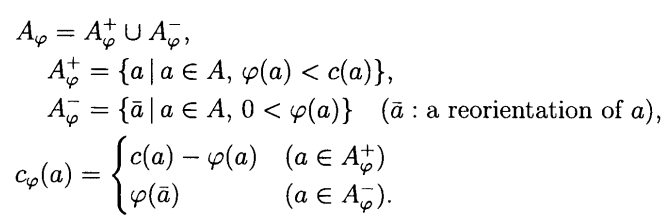 A_φ = A_φ^+ ∪ A_φ^-,
A_φ^+ = {a | a ∈ A, φ(a) < c(a)},
A_φ^- = {ā | a ∈ A, 0 < φ(a)} (ā : a reorientation of a),
c_φ(a) = { c(a) − φ(a) (a ∈ A_φ^+)
φ(ā) (a ∈ A_φ^-).